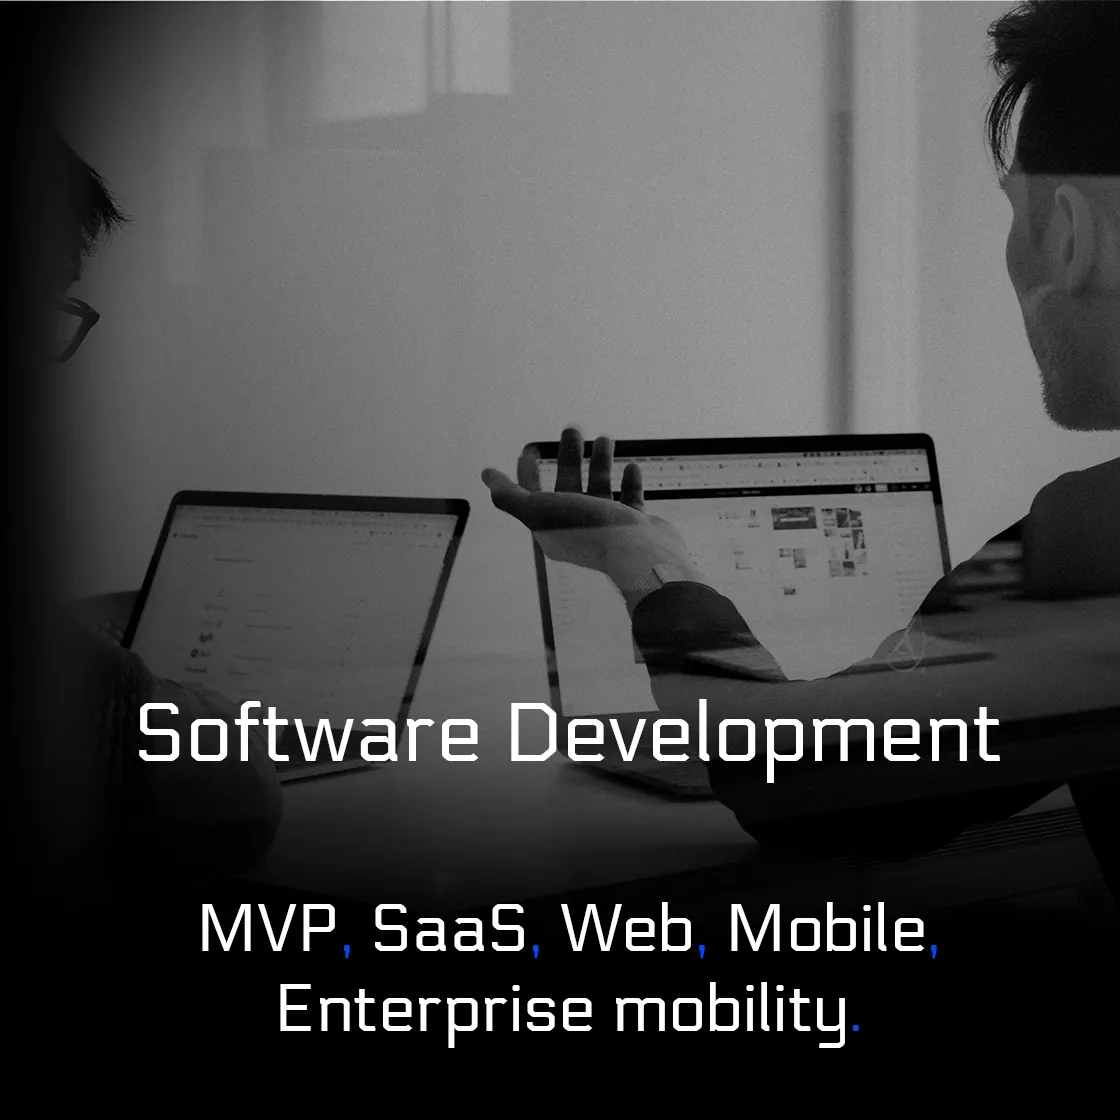 Software Development
MVP, SaaS, Web, Mobile,
Enterprise mobility.